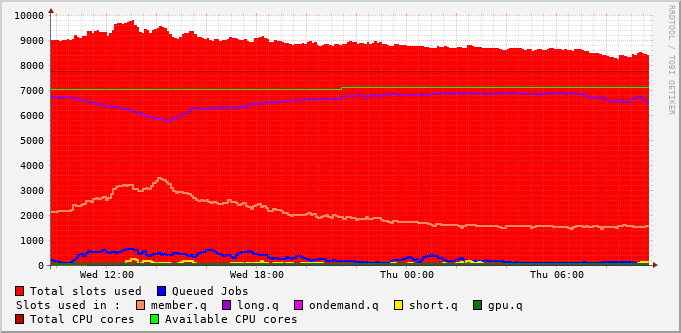 10000
9000
8000
7000
6000
5000
4000
3000
2000
1000
0
Wed 12:00 Wed 18:00 Thu 00:00 Thu 06:00
RRDTOOL / TOBI OETIKER
Total slots used Queued Jobs
Slots used in : member.q long.q ondemand.q short.q gpu.q
Total CPU cores Available CPU cores